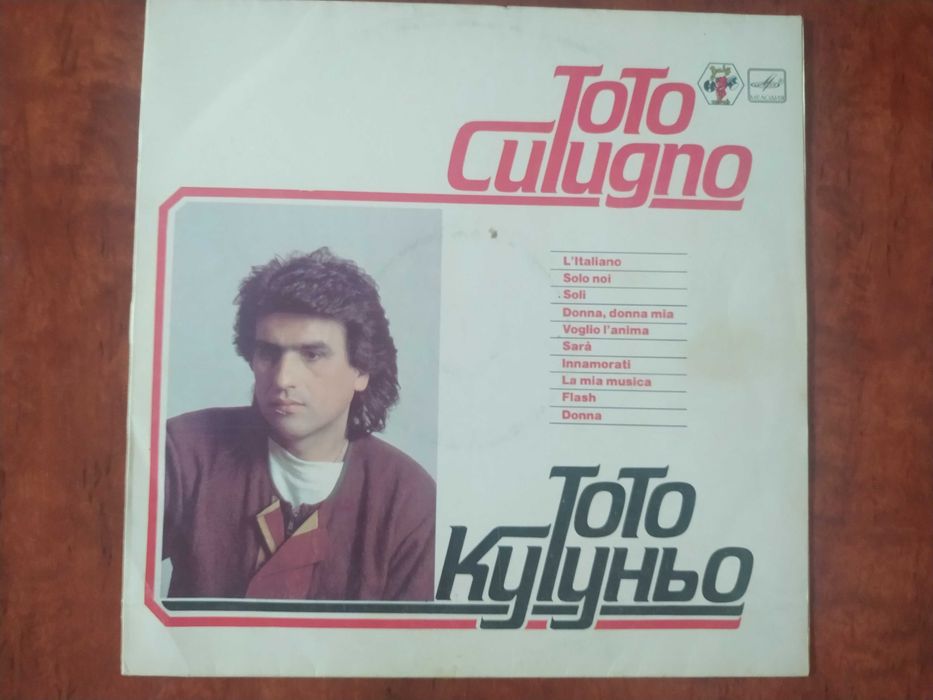 Toto
Cutugno
МЕЛОДИЯ
L'Italiano
Solo noi
Soli
Donna, donna mia
Voglio l'anima
Sarà
Innamorati
La mia musica
Flash
Donna
Тото
Кутуньо